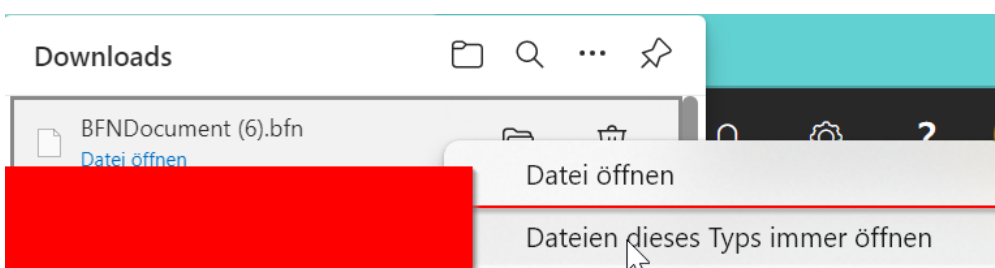 Downloads
BFNDocument (6).bfn
Datei öffnen
?
Datei öffnen
Dateien dieses Typs immer öffnen